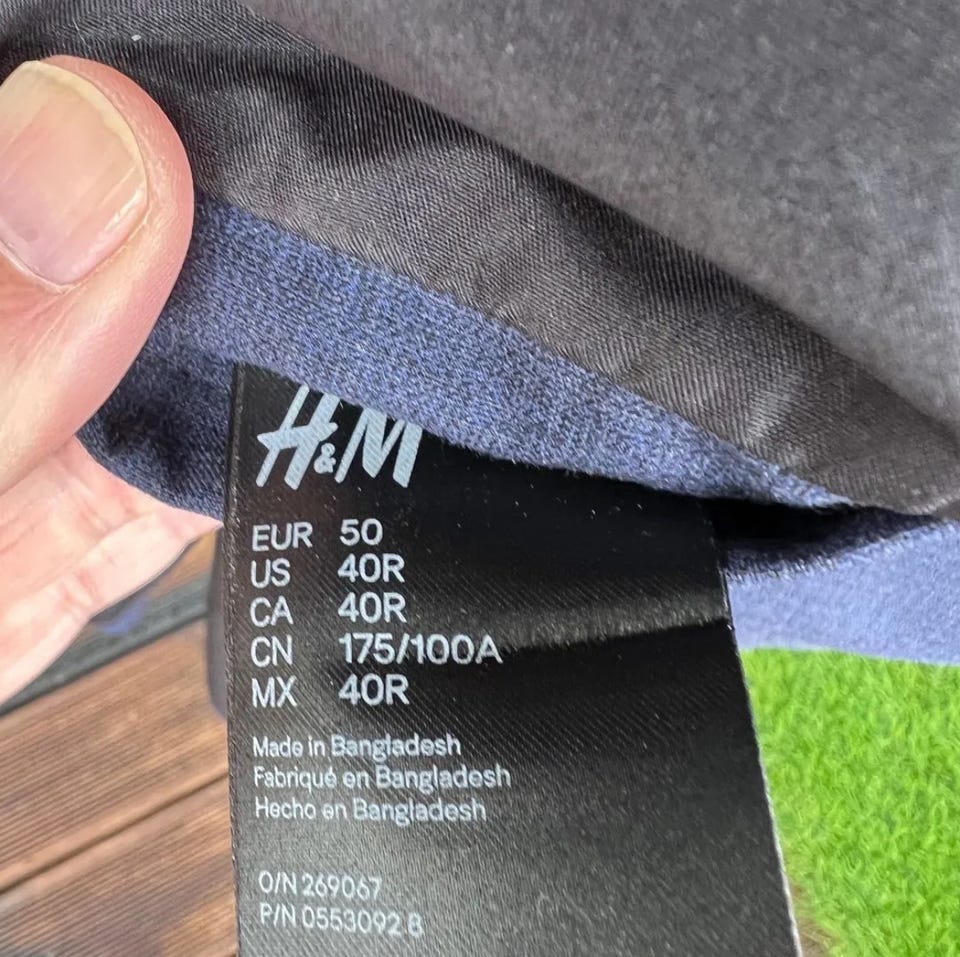 H&M
EUR 50
US 40R
CA 40R
CN 175/100A
MX 40R
Made in Bangladesh
Fabriqué en Bangladesh
Hecho en Bangladesh
O/N 269067
P/N 0553092 8